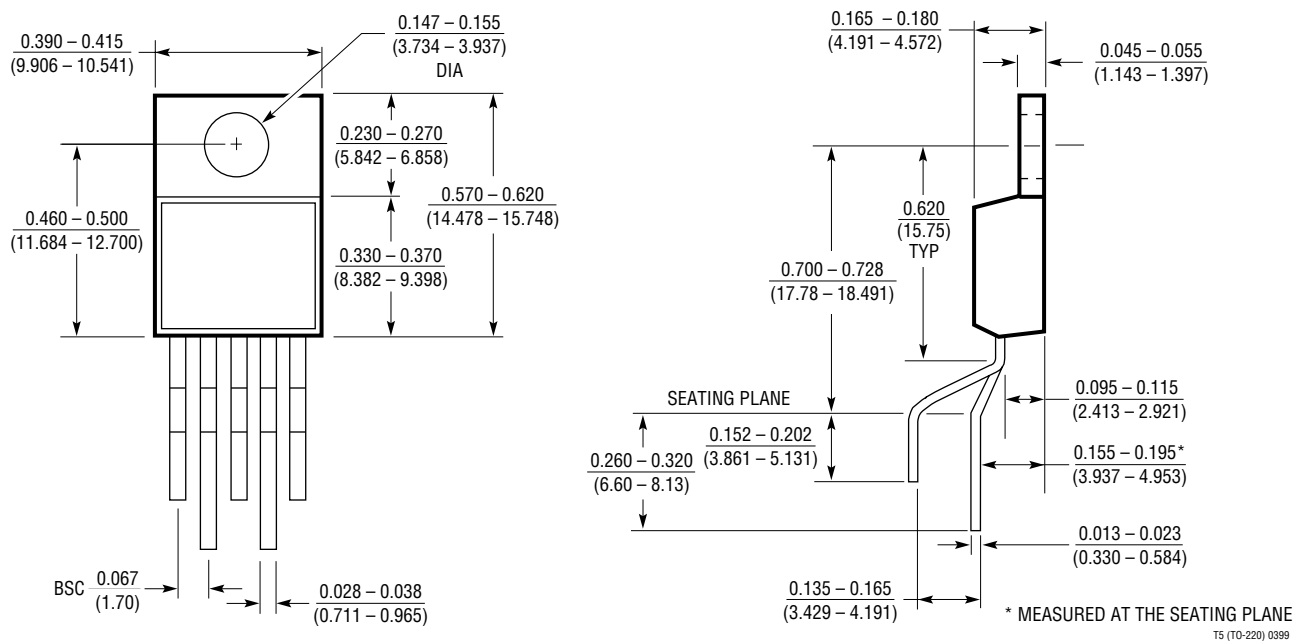 0.390 – 0.415
(9.906 – 10.541)
0.147 – 0.155
(3.734 – 3.937)
DIA
0.230 – 0.270
(5.842 – 6.858)
0.460 – 0.500
(11.684 – 12.700)
0.570 – 0.620
(14.478 – 15.748)
0.330 – 0.370
(8.382 – 9.398)
BSC
0.067
(1.70)
0.028 – 0.038
(0.711 – 0.965)
0.165 – 0.180
(4.191 – 4.572)
0.045 – 0.055
(1.143 – 1.397)
0.620
(15.75)
TYP
0.700 – 0.728
(17.78 – 18.491)
SEATING PLANE
0.152 – 0.202
(3.861 – 5.131)
0.260 – 0.320
(6.60 – 8.13)
0.095 – 0.115
(2.413 – 2.921)
0.155 – 0.195*
(3.937 – 4.953)
0.013 – 0.023
(0.330 – 0.584)
0.135 – 0.165
(3.429 – 4.191)
* MEASURED AT THE SEATING PLANE
T5 (TO-220) 0399